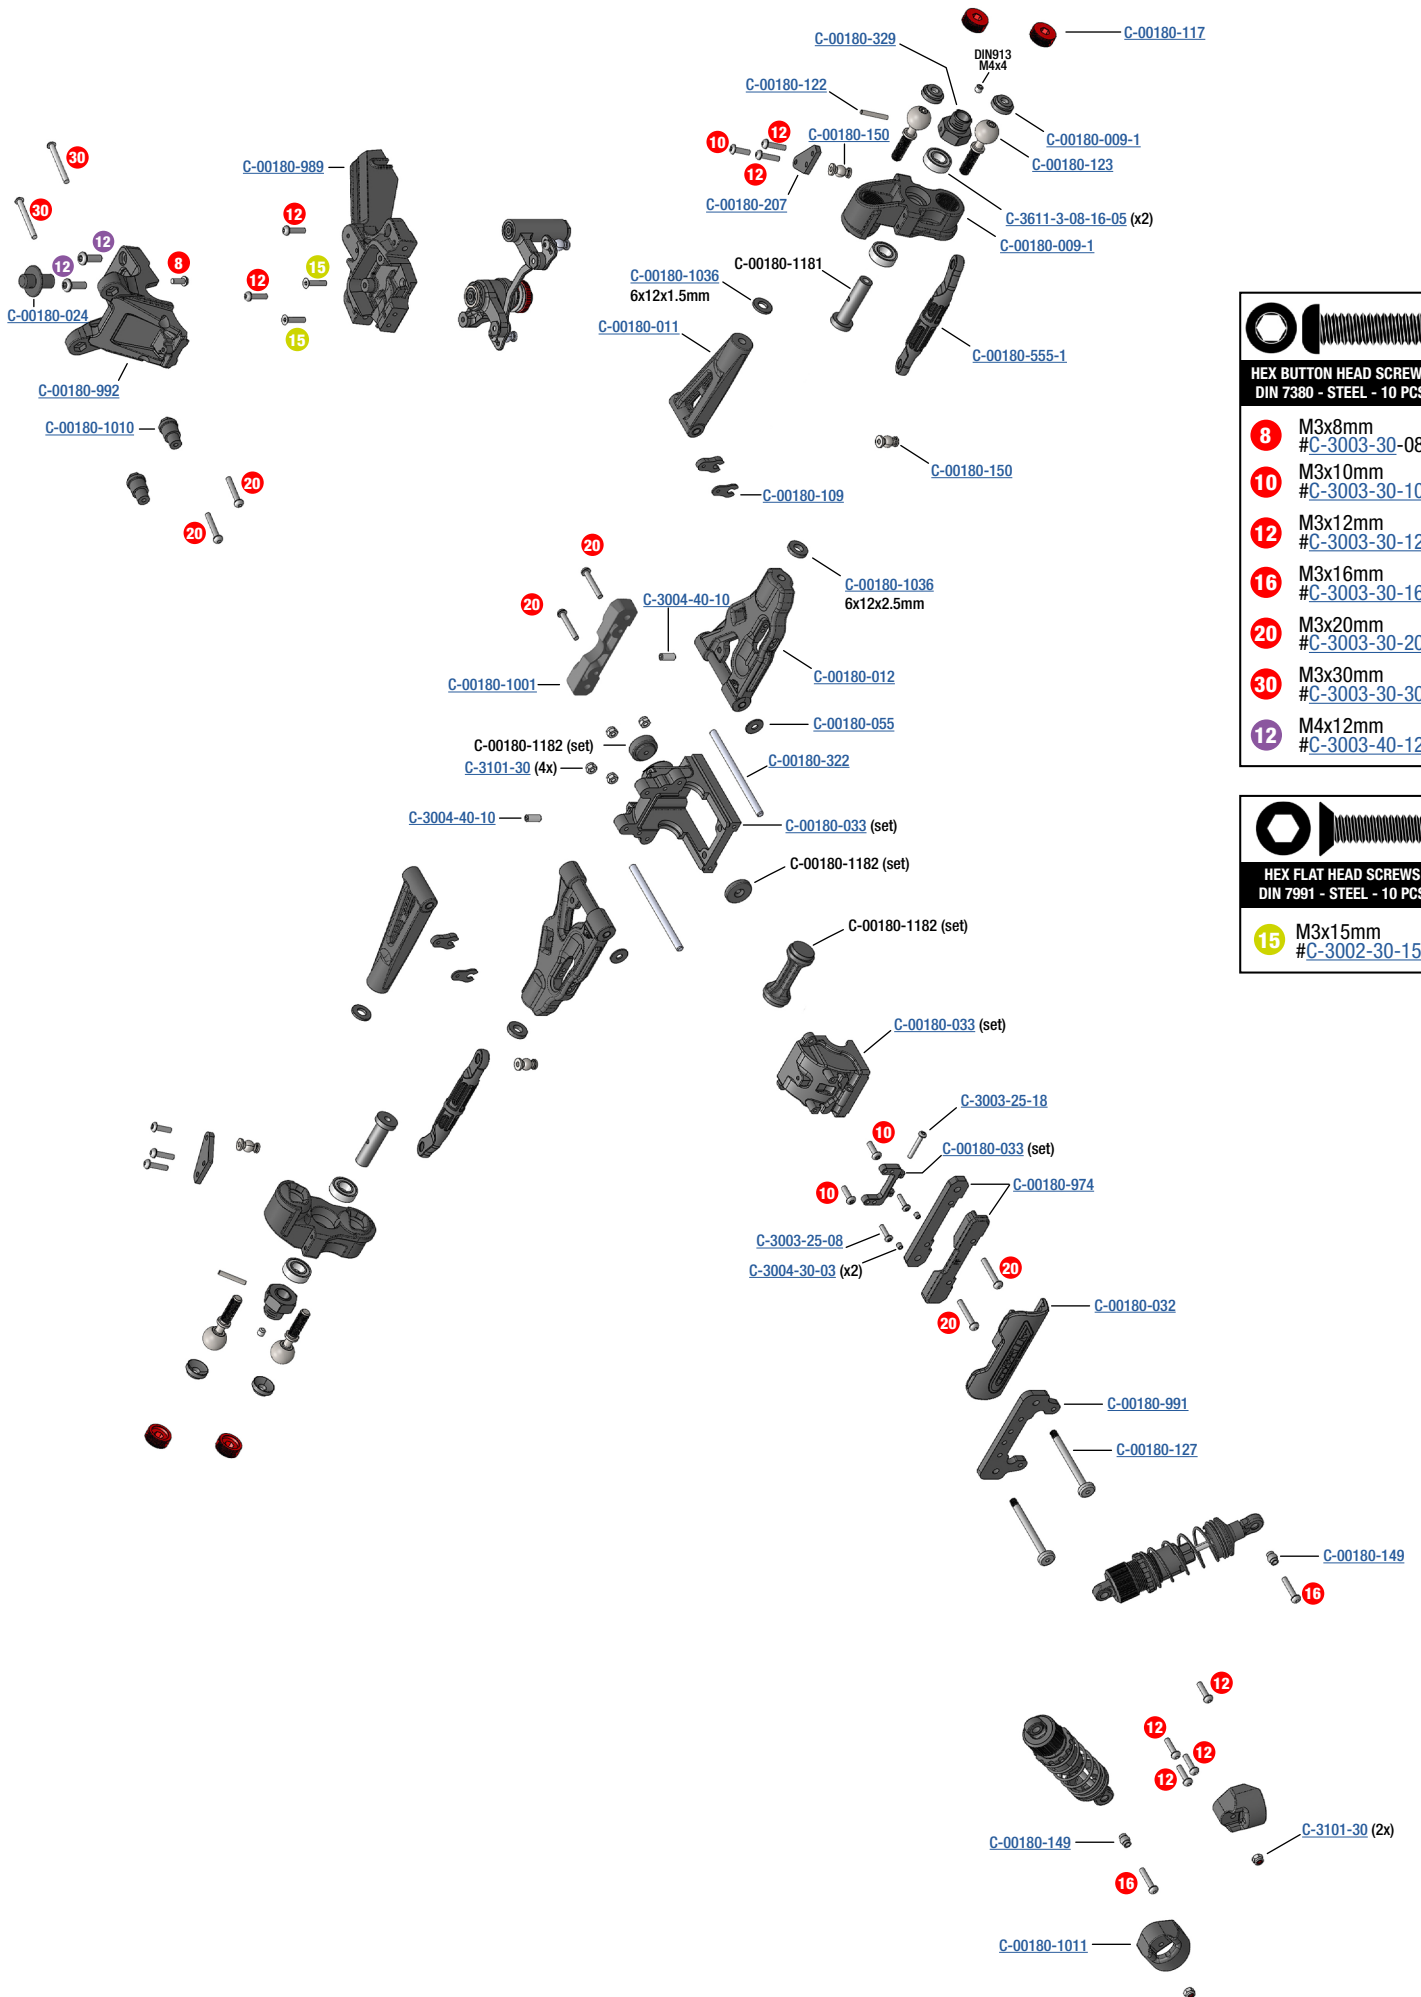 C-00180-117
C-00180-329
DIN913
M4x4
C-00180-122
C-00180-009-1
C-00180-150
12
10
12
C-00180-123
C-00180-207
C-3611-3-08-16-05 (x2)
C-00180-009-1
30
C-00180-989
30
12
12
12
8
15
12
15
C-00180-024
C-00180-992
C-00180-1010
20
20
C-00180-1181
C-00180-1036
6x12x1.5mm
C-00180-011
C-00180-555-1
C-00180-150
C-00180-109
HEX BUTTON HEAD SCREW
DIN 7380 - STEEL - 10 PCS
8 M3x8mm
#C-3003-30-08
10 M3x10mm
#C-3003-30-10
12 M3x12mm
#C-3003-30-12
16 M3x16mm
#C-3003-30-16
20 M3x20mm
#C-3003-30-20
30 M3x30mm
#C-3003-30-30
12 M4x12mm
#C-3003-40-12
HEX FLAT HEAD SCREWS
DIN 7991 - STEEL - 10 PCS
15 M3x15mm
#C-3002-30-15
20
20
C-3004-40-10
C-00180-1036
6x12x2.5mm
C-00180-012
C-00180-1001
C-00180-055
C-00180-1182 (set)
C-3101-30 (4x)
C-00180-322
C-3004-40-10
C-00180-033 (set)
C-00180-1182 (set)
C-00180-1182 (set)
C-00180-033 (set)
C-3003-25-18
10
C-00180-033 (set)
10
C-00180-974
C-3003-25-08
C-3004-30-03 (x2)
20
20
C-00180-032
C-00180-991
C-00180-127
C-00180-149
16
12
12
12
12
C-00180-149
C-3101-30 (2x)
16
C-00180-1011